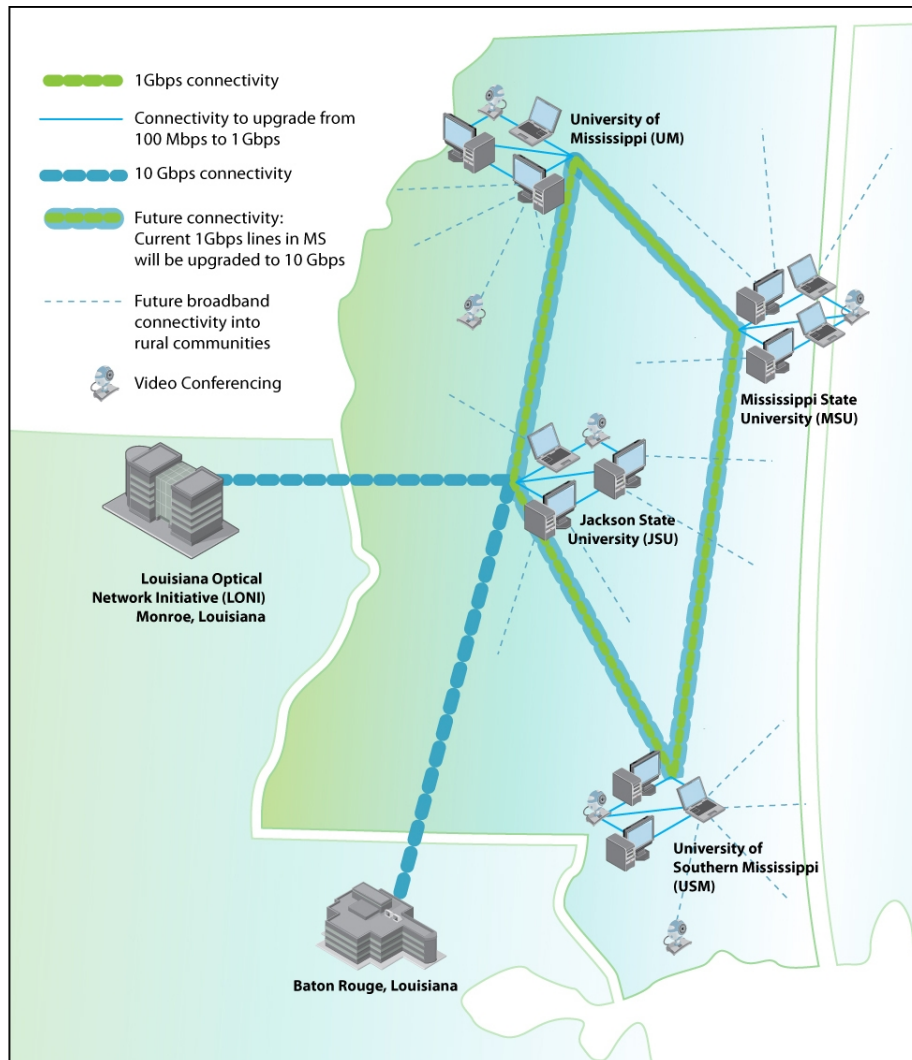 1Gbps connectivity
Connectivity to upgrade from
100 Mbps to 1Gbps
10 Gbps connectivity
Future connectivity:
Current 1Gbps lines in MS
will be upgraded to 10 Gbps
Future broadband
connectivity into
rural communities
Video Conferencing
University of
Mississippi (UM)
Mississippi State
University (MSU)
Jackson State
University (JSU)
Louisiana Optical
Network Initiative (LONI)
Monroe, Louisiana
University of
Southern Mississippi
(USM)
Baton Rouge, Louisiana